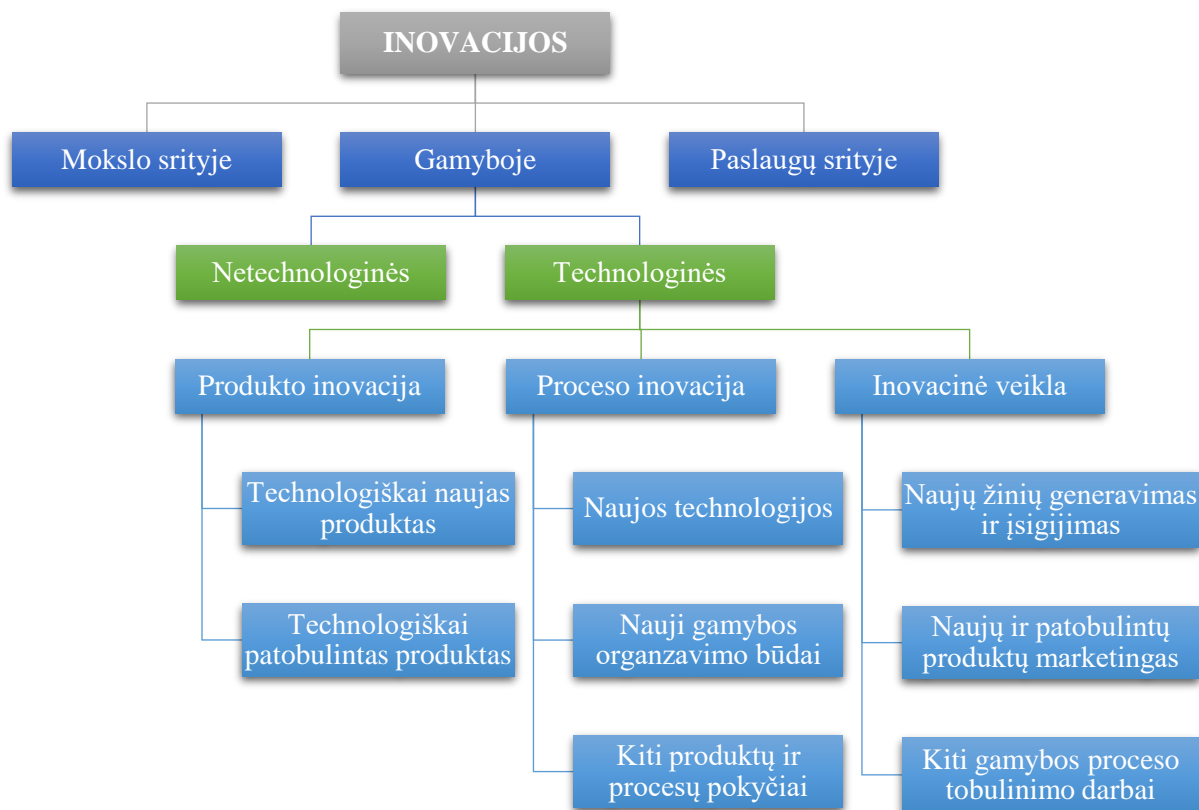 INOVACIJOS
Mokslo srityje
Gamyboje
Paslaugų srityje
Netechnologinės
Technologinės
Produkto inovacija
Proceso inovacija
Inovacinė veikla
Technologiškai naujas
produktas
Naujos technologijos
Naujų žinių generavimas
ir įsigijimas
Technologiškai
patobulintas produktas
Nauji gamybos
organzavimo būdai
Naujų ir patobulintų
produktų marketingas
Kiti produktų ir
procesų pokyčiai
Kiti gamybos proceso
tobulinimo darbai